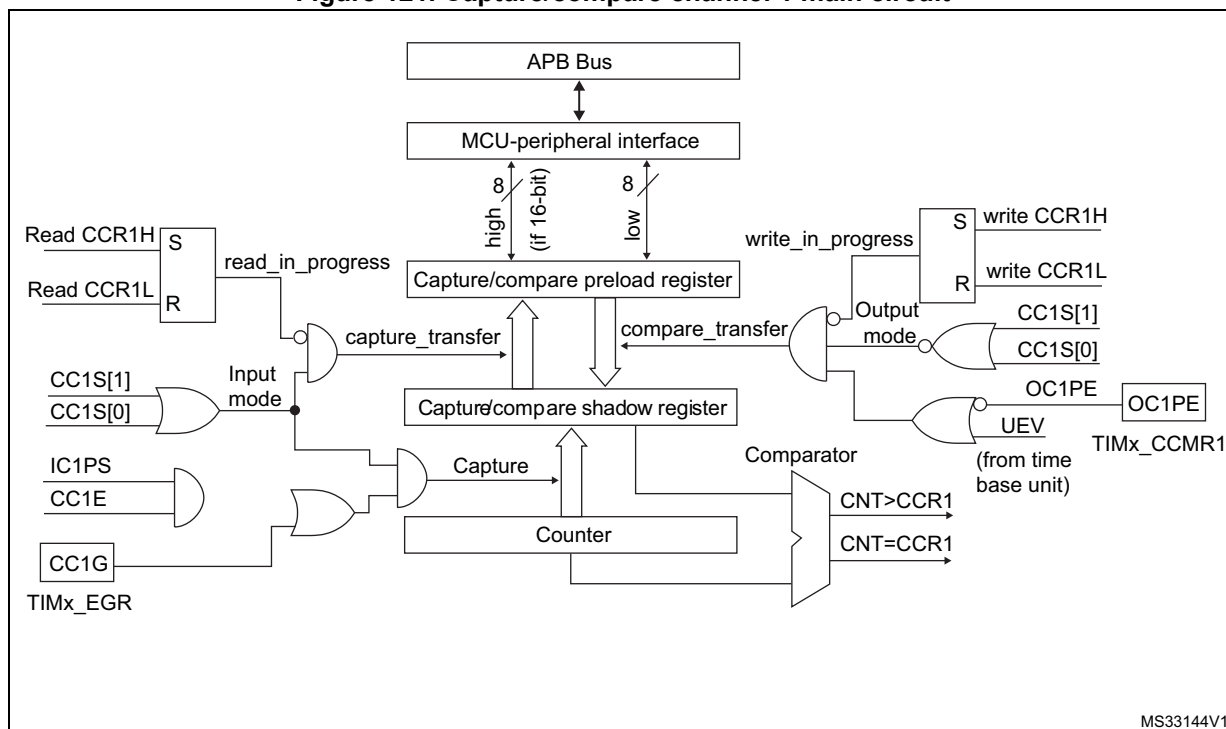 APB Bus
MCU-peripheral interface
8
high
(if 16-bit)
8
low
Read CCR1H
S
read_in_progress
Read CCR1L
R
write_in_progress
S
write CCR1H
R
write CCR1L
Capture/compare preload register
capture_transfer
compare_transfer
Output
mode
CC1S[1]
CC1S[0]
CC1S[1]
CC1S[0]
Input
mode
Capture/compare shadow register
OC1PE
OC1PE
UEV
TIMx_CCMR1
(from time
base unit)
IC1PS
CC1E
Capture
Comparator
Counter
CNT>CCR1
CNT=CCR1
CC1G
TIMx_EGR
MS33144V1